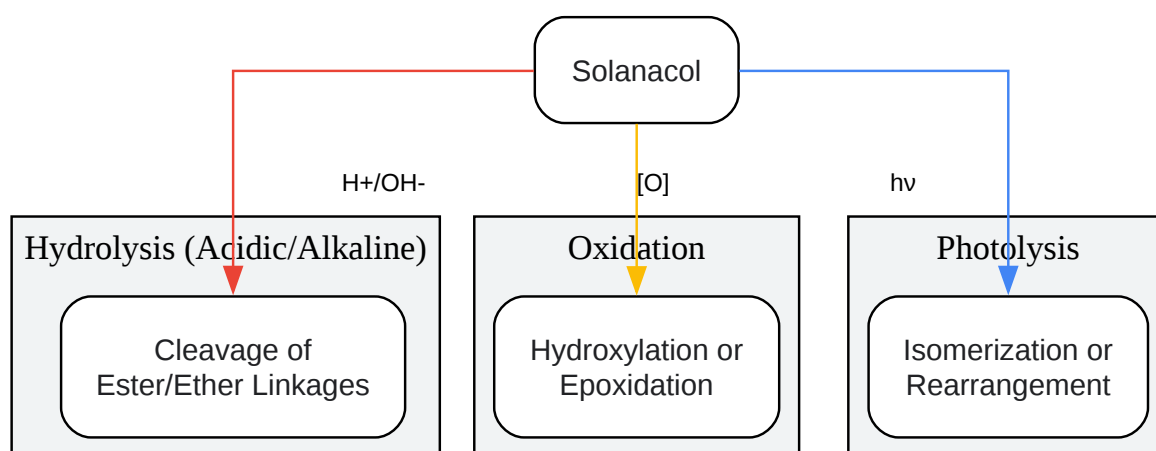 Solanacol
H+/OH-
[O]
hν
Hydrolysis (Acidic/Alkaline)
Oxidation
Photolysis
Cleavage of
Ester/Ether Linkages
Hydroxylation or
Epoxidation
Isomerization or
Rearrangement